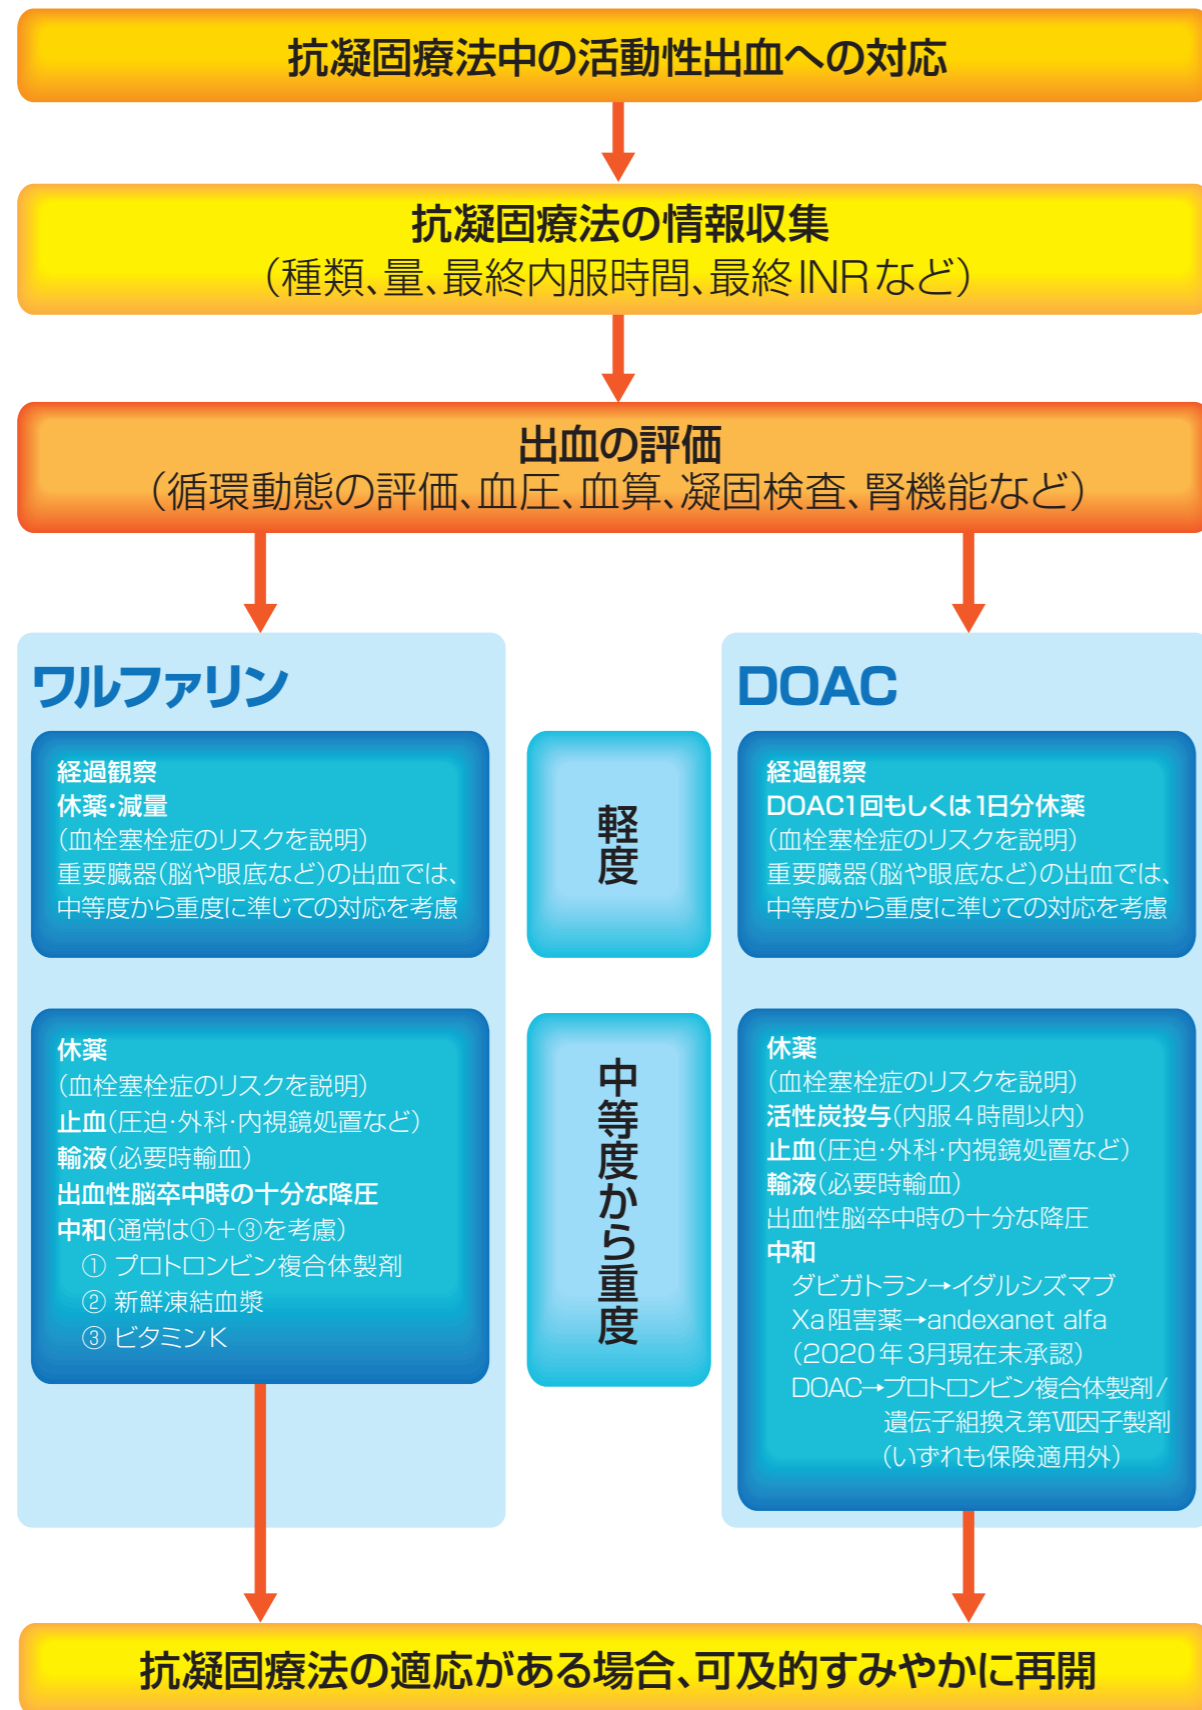 抗凝固療法中の活動性出血への対応
抗凝固療法の情報収集
（種類、量、最終内服時間、最終INRなど）
出血の評価
（循環動態の評価、血圧、血算、凝固検査、腎機能など）
ワルファリン
経過観察
休薬・減量
（血栓塞栓症のリスクを説明）
重要臓器（脳や眼底など）の出血では、
中等度から重度に準じての対応を考慮
軽度
DOAC
経過観察
DOAC1回もしくは1日分休薬
（血栓塞栓症のリスクを説明）
重要臓器（脳や眼底など）の出血では、
中等度から重度に準じての対応を考慮
休薬
（血栓塞栓症のリスクを説明）
止血（圧迫・外科・内視鏡処置など）
輸液（必要時輸血）
出血性脳卒中時の十分な降圧
中和（通常は①＋③を考慮）
① プロトロンビン複合体製剤
② 新鮮凍結血漿
③ ビタミンK
中等度から重度
休薬
（血栓塞栓症のリスクを説明）
活性炭投与（内服4時間以内）
止血（圧迫・外科・内視鏡処置など）
輸液（必要時輸血）
出血性脳卒中時の十分な降圧
中和
ダビガトラン→イダルシズマブ
Xa阻害薬→andexanet alfa
（2020年3月現在未承認）
DOAC→プロトロンビン複合体製剤/
遺伝子組換え第Ⅶ因子製剤
（いずれも保険適用外）
抗凝固療法の適応がある場合、可及的すみやかに再開